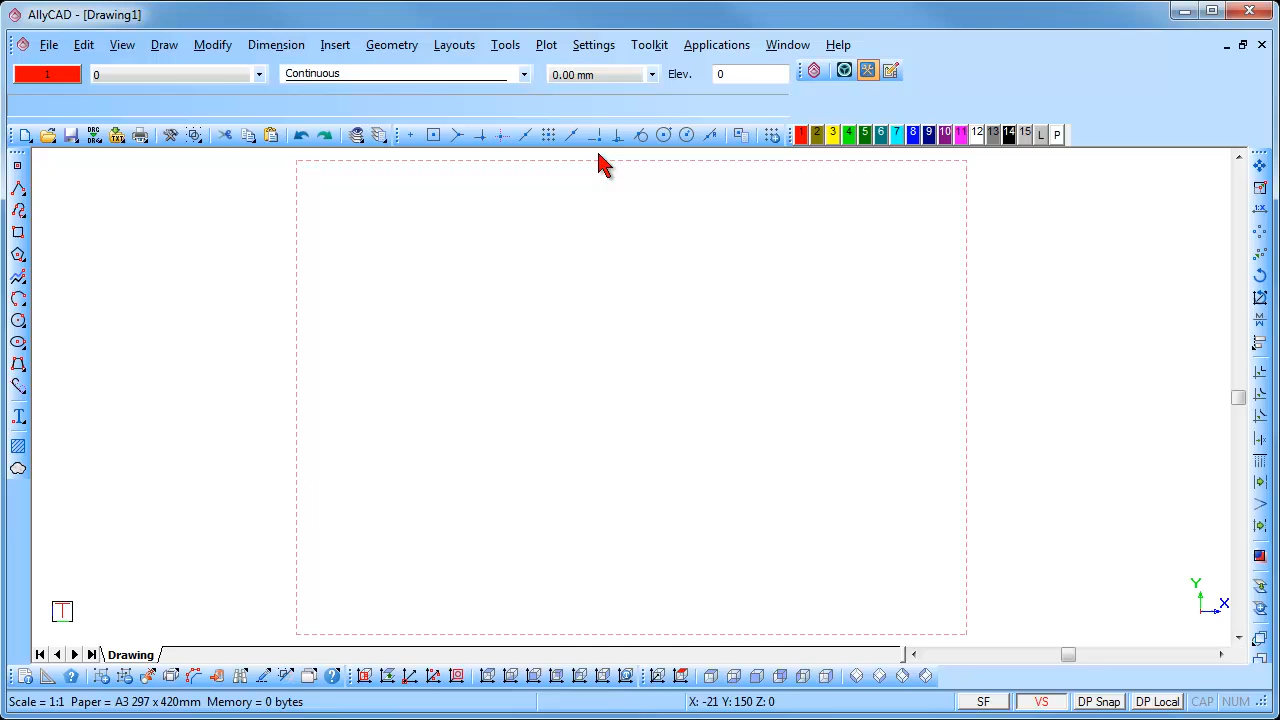 AllyCAD - [Drawing1]
File Edit View Draw Modify Dimension Insert Geometry Layouts Tools Plot Settings Toolkit Applications Window Help
1 0 Continuous 0.00 mm Elev. 0
DRG TXT 1 2 3 4 5 6 7 8 9 10 11 12 13 14 15 L P
1:X
T
Y
X
Drawing
Scale = 1:1 Paper = A3 297 x 420mm Memory = 0 bytes X: -21 Y: 150 Z: 0 SF VS DP Snap DP Local CAP NUM